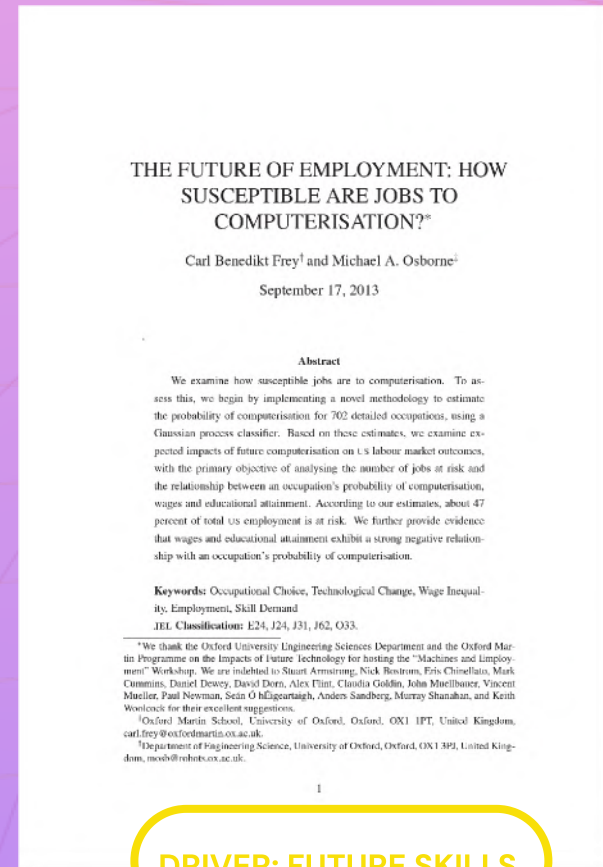 THE FUTURE OF EMPLOYMENT: HOW
SUSCEPTIBLE ARE JOBS TO
COMPUTERISATION?*
Carl Benedikt Frey† and Michael A. Osborne‡
September 17, 2013
Abstract
We examine how susceptible jobs are to computerisation. To as-
sess this, we begin by implementing a novel methodology to estimate
the probability of computerisation for 702 detailed occupations, using a
Gaussian process classifier. Based on these estimates, we examine ex-
pected impacts of future computerisation on US labour market outcomes,
with the primary objective of analysing the number of jobs at risk and
the relationship between an occupation's probability of computerisation,
wages and educational attainment. According to our estimates, about 47
percent of total US employment is at risk. We further provide evidence
that wages and educational attainment exhibit a strong negative relation-
ship with an occupation's probability of computerisation.
Keywords: Occupational Choice, Technological Change, Wage Inequal-
ity, Employment, Skill Demand
JEL Classification: E24, J24, J31, J62, O33.
*We thank the Oxford University Engineering Sciences Department and the Oxford Mar-
tin Programme on the Impacts of Future Technology for hosting the "Machines and Employ-
ment" Workshop. We are indebted to Stuart Armstrong, Nick Bostrom, Eris Chinellato, Mark
Cummins, Daniel Dewey, David Dorn, Alex Flint, Claudia Goldin, John Muellbauer, Vincent
Mueller, Paul Newman, Seán Ó hÉigeartaigh, Anders Sandberg, Murray Shanahan, and Keith
Woolcock for their excellent suggestions.
†Oxford Martin School, University of Oxford, Oxford, OX1 1PT, United Kingdom,
carl.frey@oxfordmartin.ox.ac.uk.
‡Department of Engineering Science, University of Oxford, Oxford, OX1 3PJ, United King-
dom, mosb@robots.ox.ac.uk.
1
DRIVER: FUTURE SKILLS